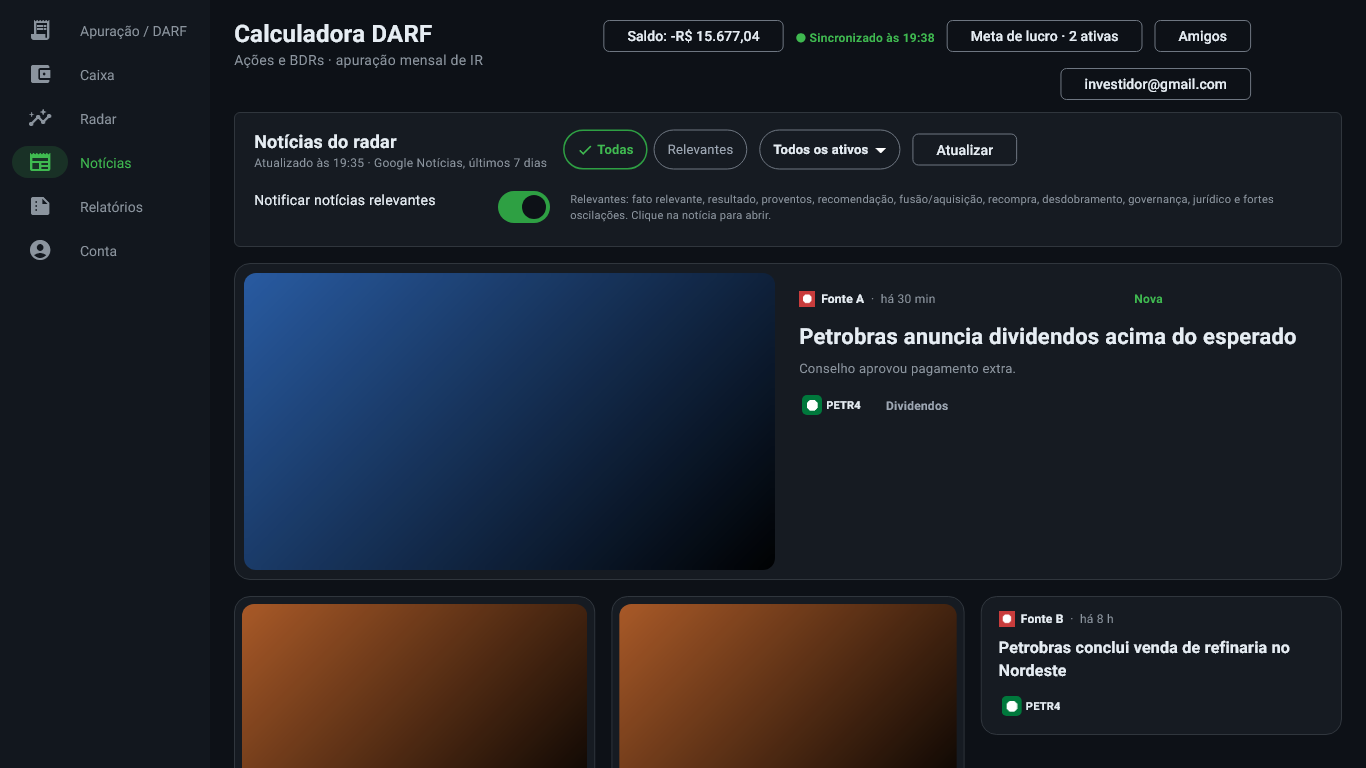 Apuração / DARF
Caixa
Radar
Notícias
Relatórios
Conta
Calculadora DARF
Ações e BDRs · apuração mensal de IR
Saldo: -R$ 15.677,04
Sincronizado às 19:38
Meta de lucro · 2 ativas
Amigos
investidor@gmail.com
Notícias do radar
Atualizado às 19:35 · Google Notícias, últimos 7 dias
Todas
Relevantes
Todos os ativos
Atualizar
Notificar notícias relevantes
Relevantes: fato relevante, resultado, proventos, recomendação, fusão/aquisição, recompra, desdobramento, governança, jurídico e fortes
oscilações. Clique na notícia para abrir.
Fonte A · há 30 min
Nova
Petrobras anuncia dividendos acima do esperado
Conselho aprovou pagamento extra.
PETR4
Dividendos
Fonte B · há 8 h
Petrobras conclui venda de refinaria no
Nordeste
PETR4